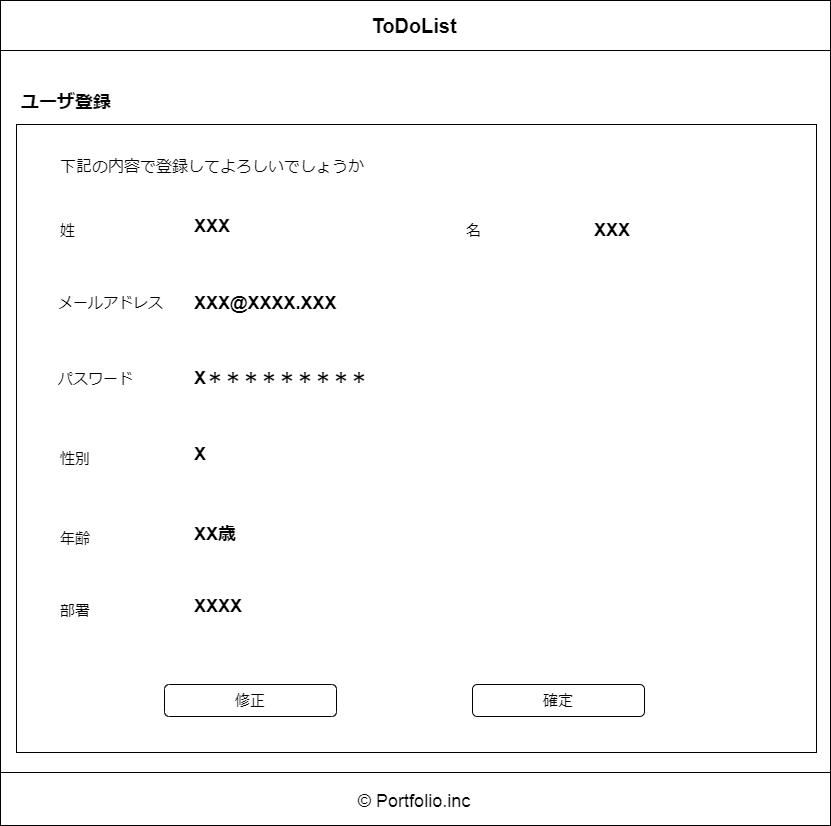 ToDoList
ユーザ登録
下記の内容で登録してよろしいでしょうか
姓 XXX 名 XXX
メールアドレス XXX@XXXX.XXX
パスワード X＊＊＊＊＊＊＊＊＊
性別 X
年齢 XX歳
部署 XXXX
修正 確定
© Portfolio.inc